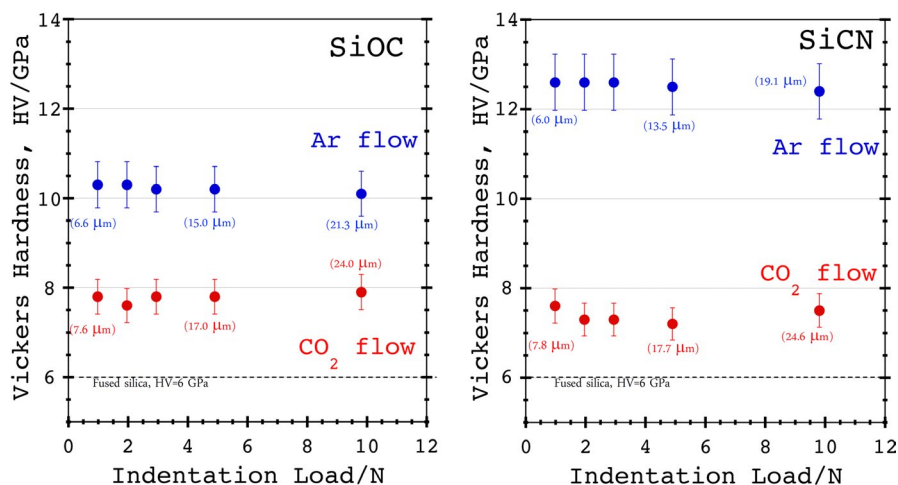 14
12
10
8
6
Vickers Hardness, HV/GPa
SiOC
Ar flow
(6.6 μm)
(15.0 μm)
(21.3 μm)
(24.0 μm)
(7.6 μm)
(17.0 μm)
CO2 flow
Fused silica, HV=6 GPa
0 2 4 6 8 10 12
Indentation Load/N
14
12
10
8
6
Vickers Hardness, HV/GPa
SiCN
(19.1 μm)
(6.0 μm)
(13.5 μm)
Ar flow
CO2 flow
(7.8 μm)
(17.7 μm)
(24.6 μm)
Fused silica, HV=6 GPa
0 2 4 6 8 10 12
Indentation Load/N